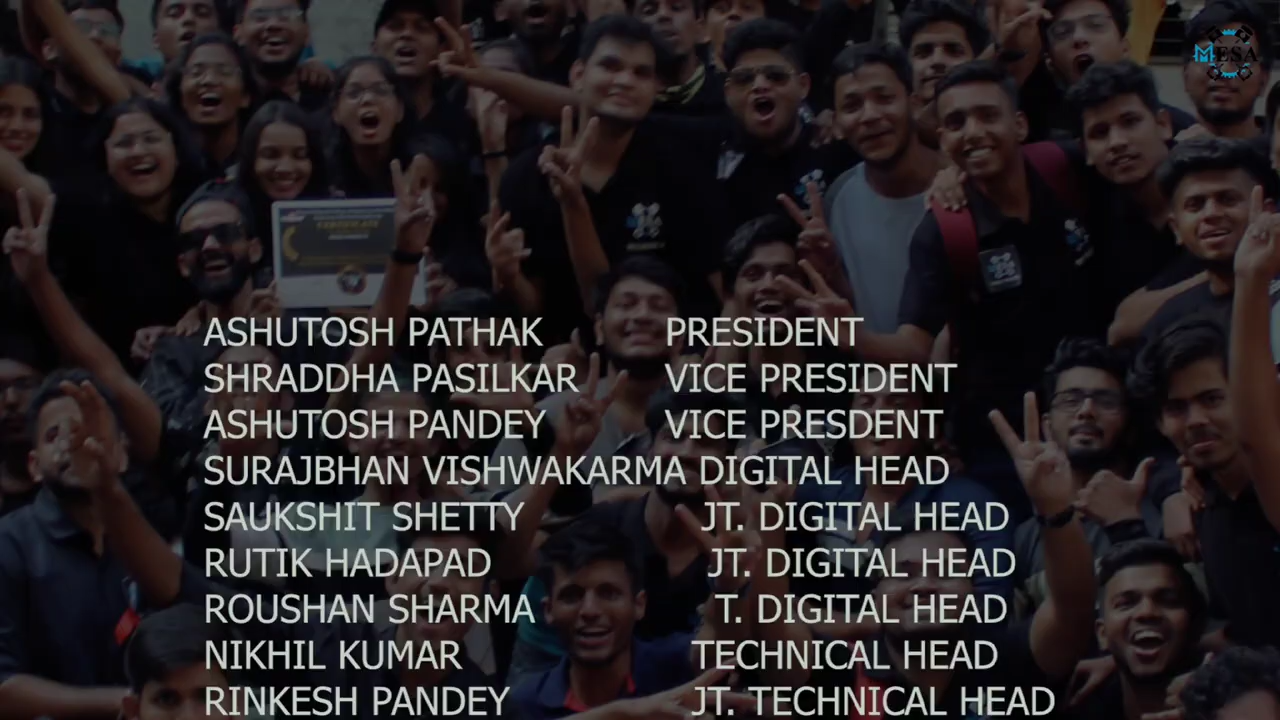 MESA
ASHUTOSH PATHAK PRESIDENT
SHRADDHA PASILKAR VICE PRESIDENT
ASHUTOSH PANDEY VICE PRESDENT
SURAJBHAN VISHWAKARMA DIGITAL HEAD
SAUKSHIT SHETTY JT. DIGITAL HEAD
RUTIK HADAPAD JT. DIGITAL HEAD
ROUSHAN SHARMA T. DIGITAL HEAD
NIKHIL KUMAR TECHNICAL HEAD
RINKESH PANDEY JT. TECHNICAL HEAD